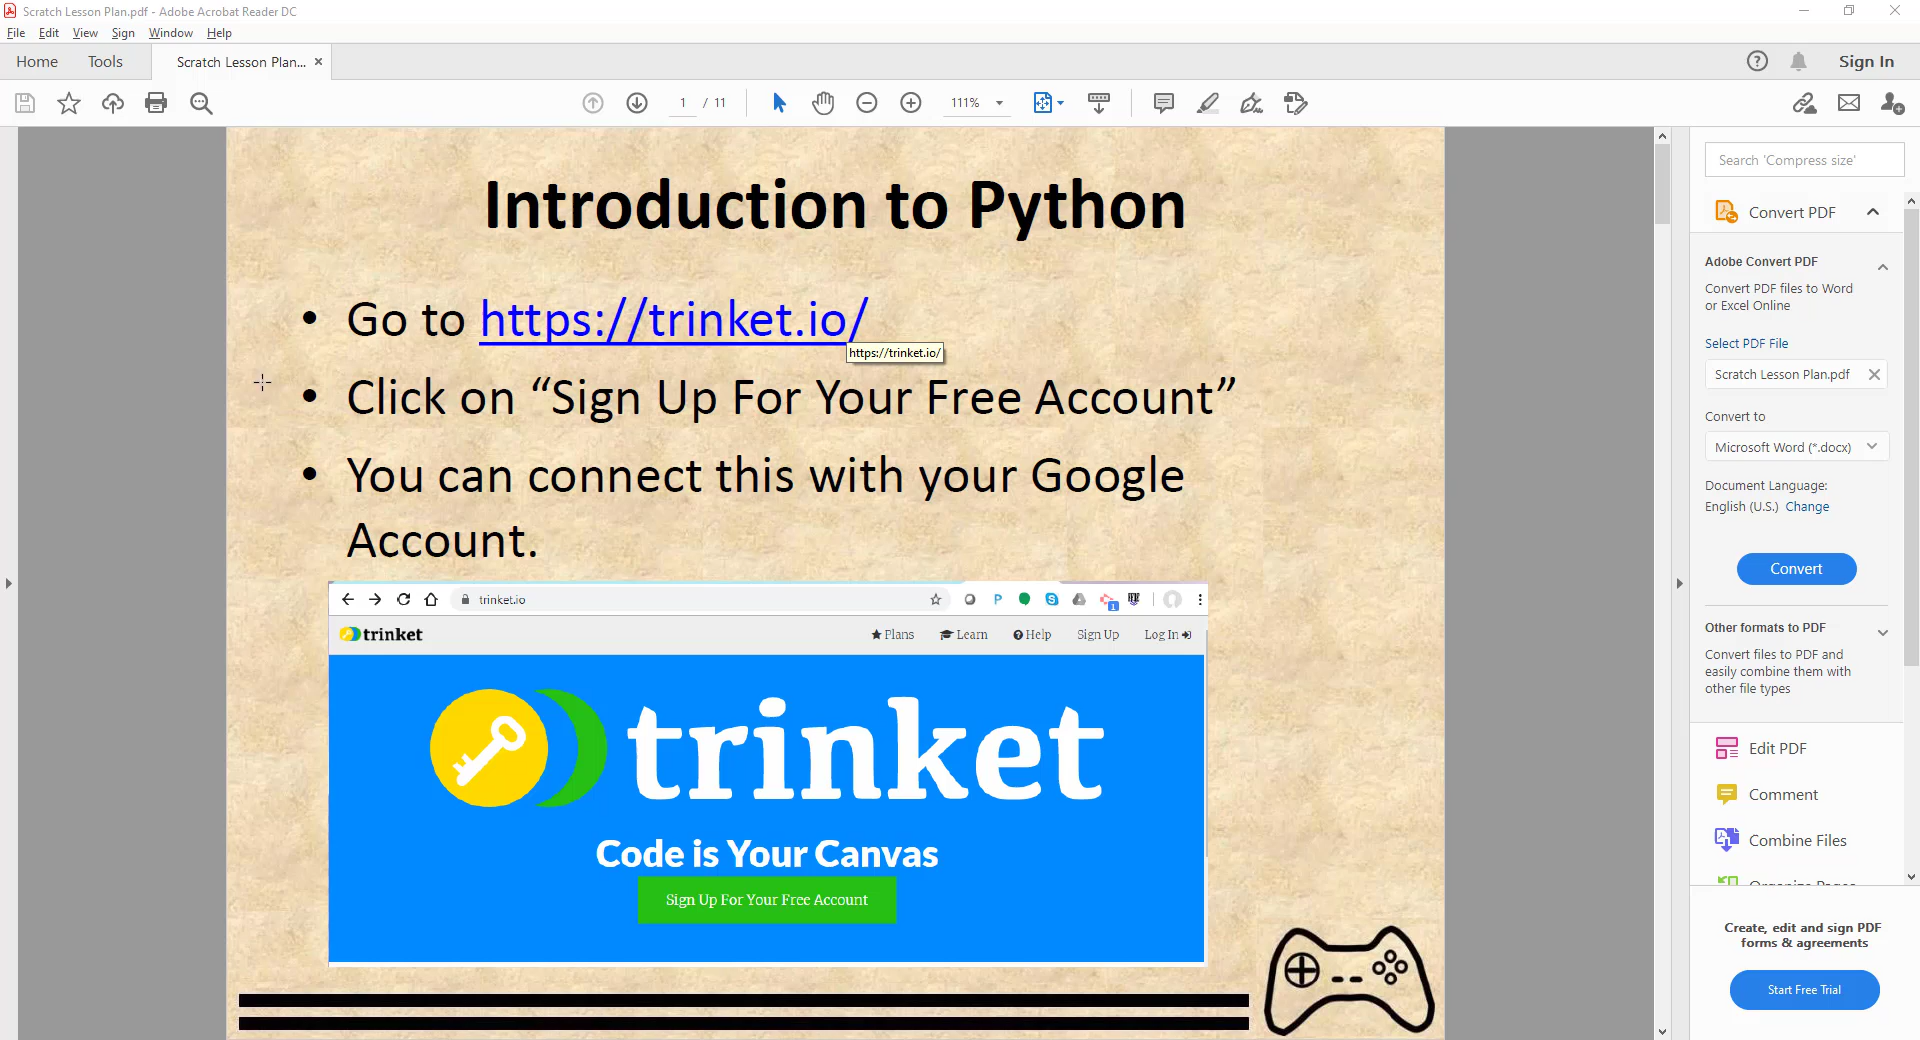 Scratch Lesson Plan.pdf - Adobe Acrobat Reader DC
File Edit View Sign Window Help
Home Tools Scratch Lesson Plan... × Sign In
1 / 11 111%
Introduction to Python
• Go to https://trinket.io/
https://trinket.io/
• Click on “Sign Up For Your Free Account”
• You can connect this with your Google
Account.
trinket.io
trinket Plans Learn Help Sign Up Log In
trinket
Code is Your Canvas
Sign Up For Your Free Account
Search 'Compress size'
Convert PDF
Adobe Convert PDF
Convert PDF files to Word
or Excel Online
Select PDF File
Scratch Lesson Plan.pdf
Convert to
Microsoft Word (*.docx)
Document Language:
English (U.S.) Change
Convert
Other formats to PDF
Convert files to PDF and
easily combine them with
other file types
Edit PDF
Comment
Combine Files
Organize Pages
Create, edit and sign PDF
forms & agreements
Start Free Trial